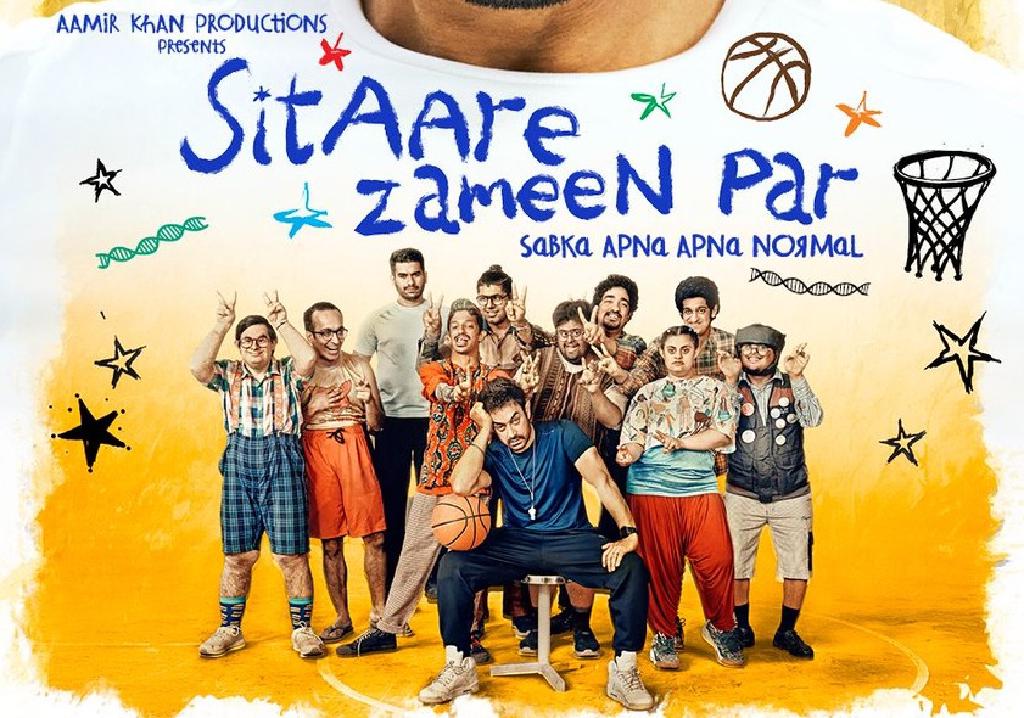 AAMIR KHAN PRODUCTIONS
PRESENTS
SITAARE
ZAMEEN PAR
SABKA APNA APNA NORMAL